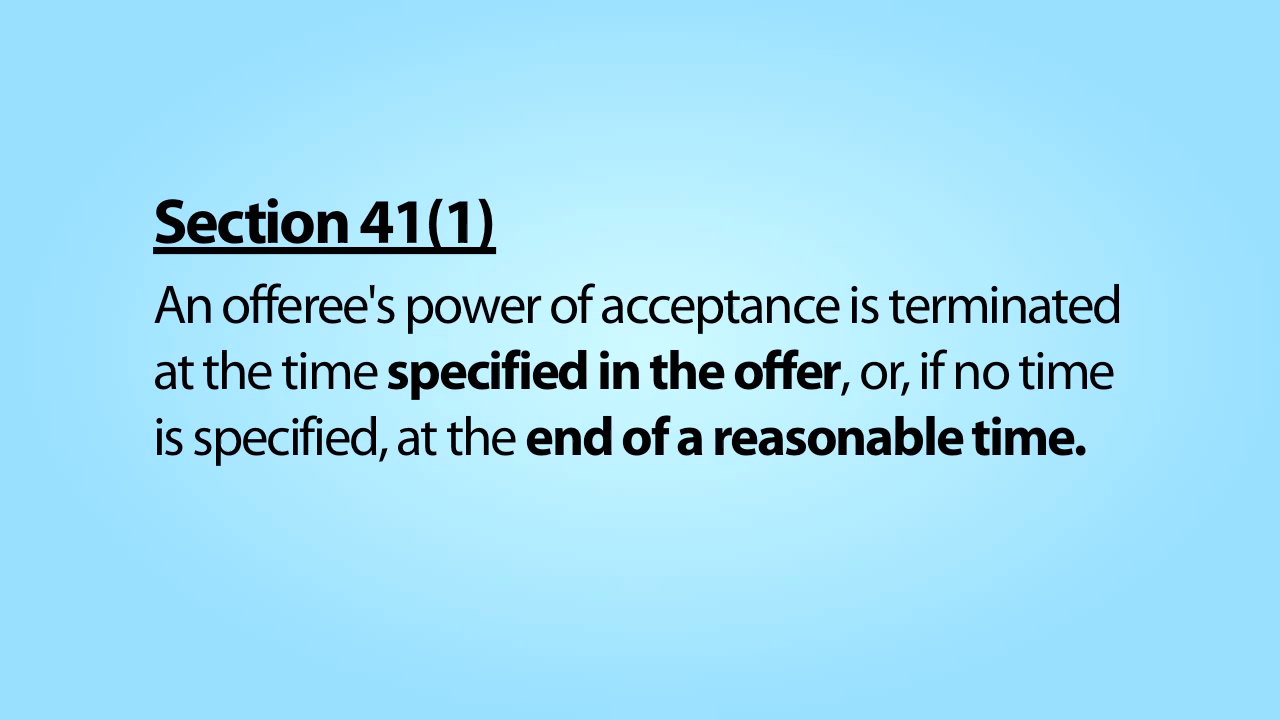 Section 41(1)
An offeree's power of acceptance is terminated
at the time specified in the offer, or, if no time
is specified, at the end of a reasonable time.